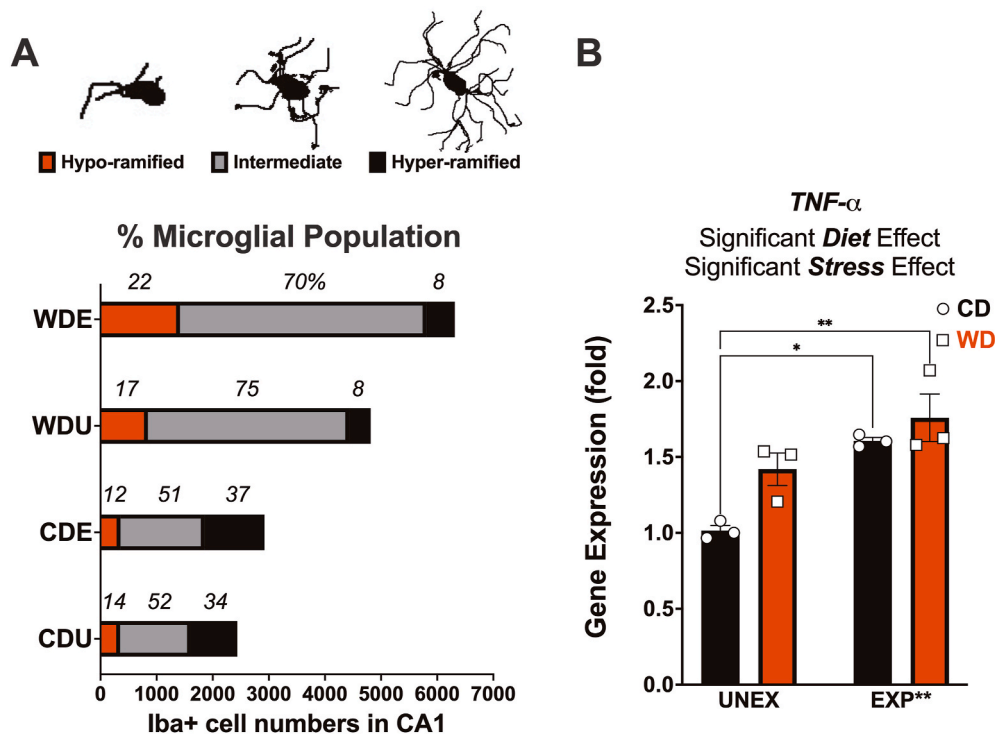 A
Hypo-ramified Intermediate Hyper-ramified
% Microglial Population
22 70% 8
WDE
17 75 8
WDU
12 51 37
CDE
14 52 34
CDU
0 1000 2000 3000 4000 5000 6000 7000
Iba+ cell numbers in CA1
B
TNF-α
Significant Diet Effect
Significant Stress Effect
CD
WD
**
*
2.5
2.0
1.5
1.0
0.5
0.0
Gene Expression (fold)
UNEX EXP**